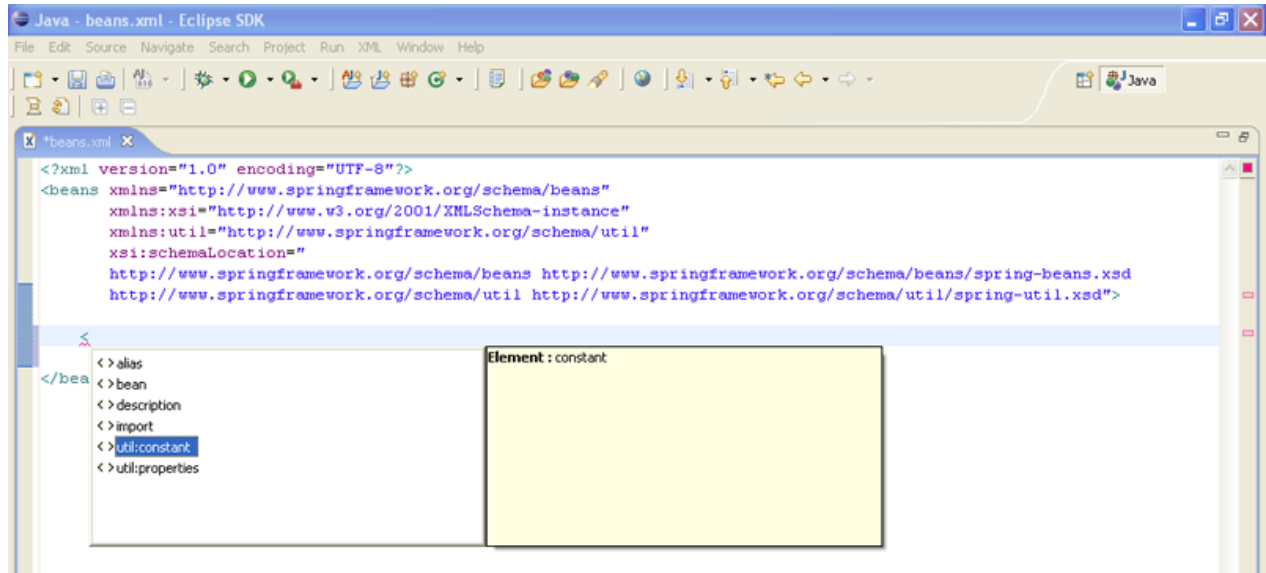 Java - beans.xml - Eclipse SDK
File Edit Source Navigate Search Project Run XML Window Help
Java
*beans.xml
<?xml version="1.0" encoding="UTF-8"?>
<beans xmlns="http://www.springframework.org/schema/beans"
xmlns:xsi="http://www.w3.org/2001/XMLSchema-instance"
xmlns:util="http://www.springframework.org/schema/util"
xsi:schemaLocation="
http://www.springframework.org/schema/beans http://www.springframework.org/schema/beans/spring-beans.xsd
http://www.springframework.org/schema/util http://www.springframework.org/schema/util/spring-util.xsd">
<
<> alias
Element : constant
</bea
<> bean
<> description
<> import
<> util:constant
<> util:properties